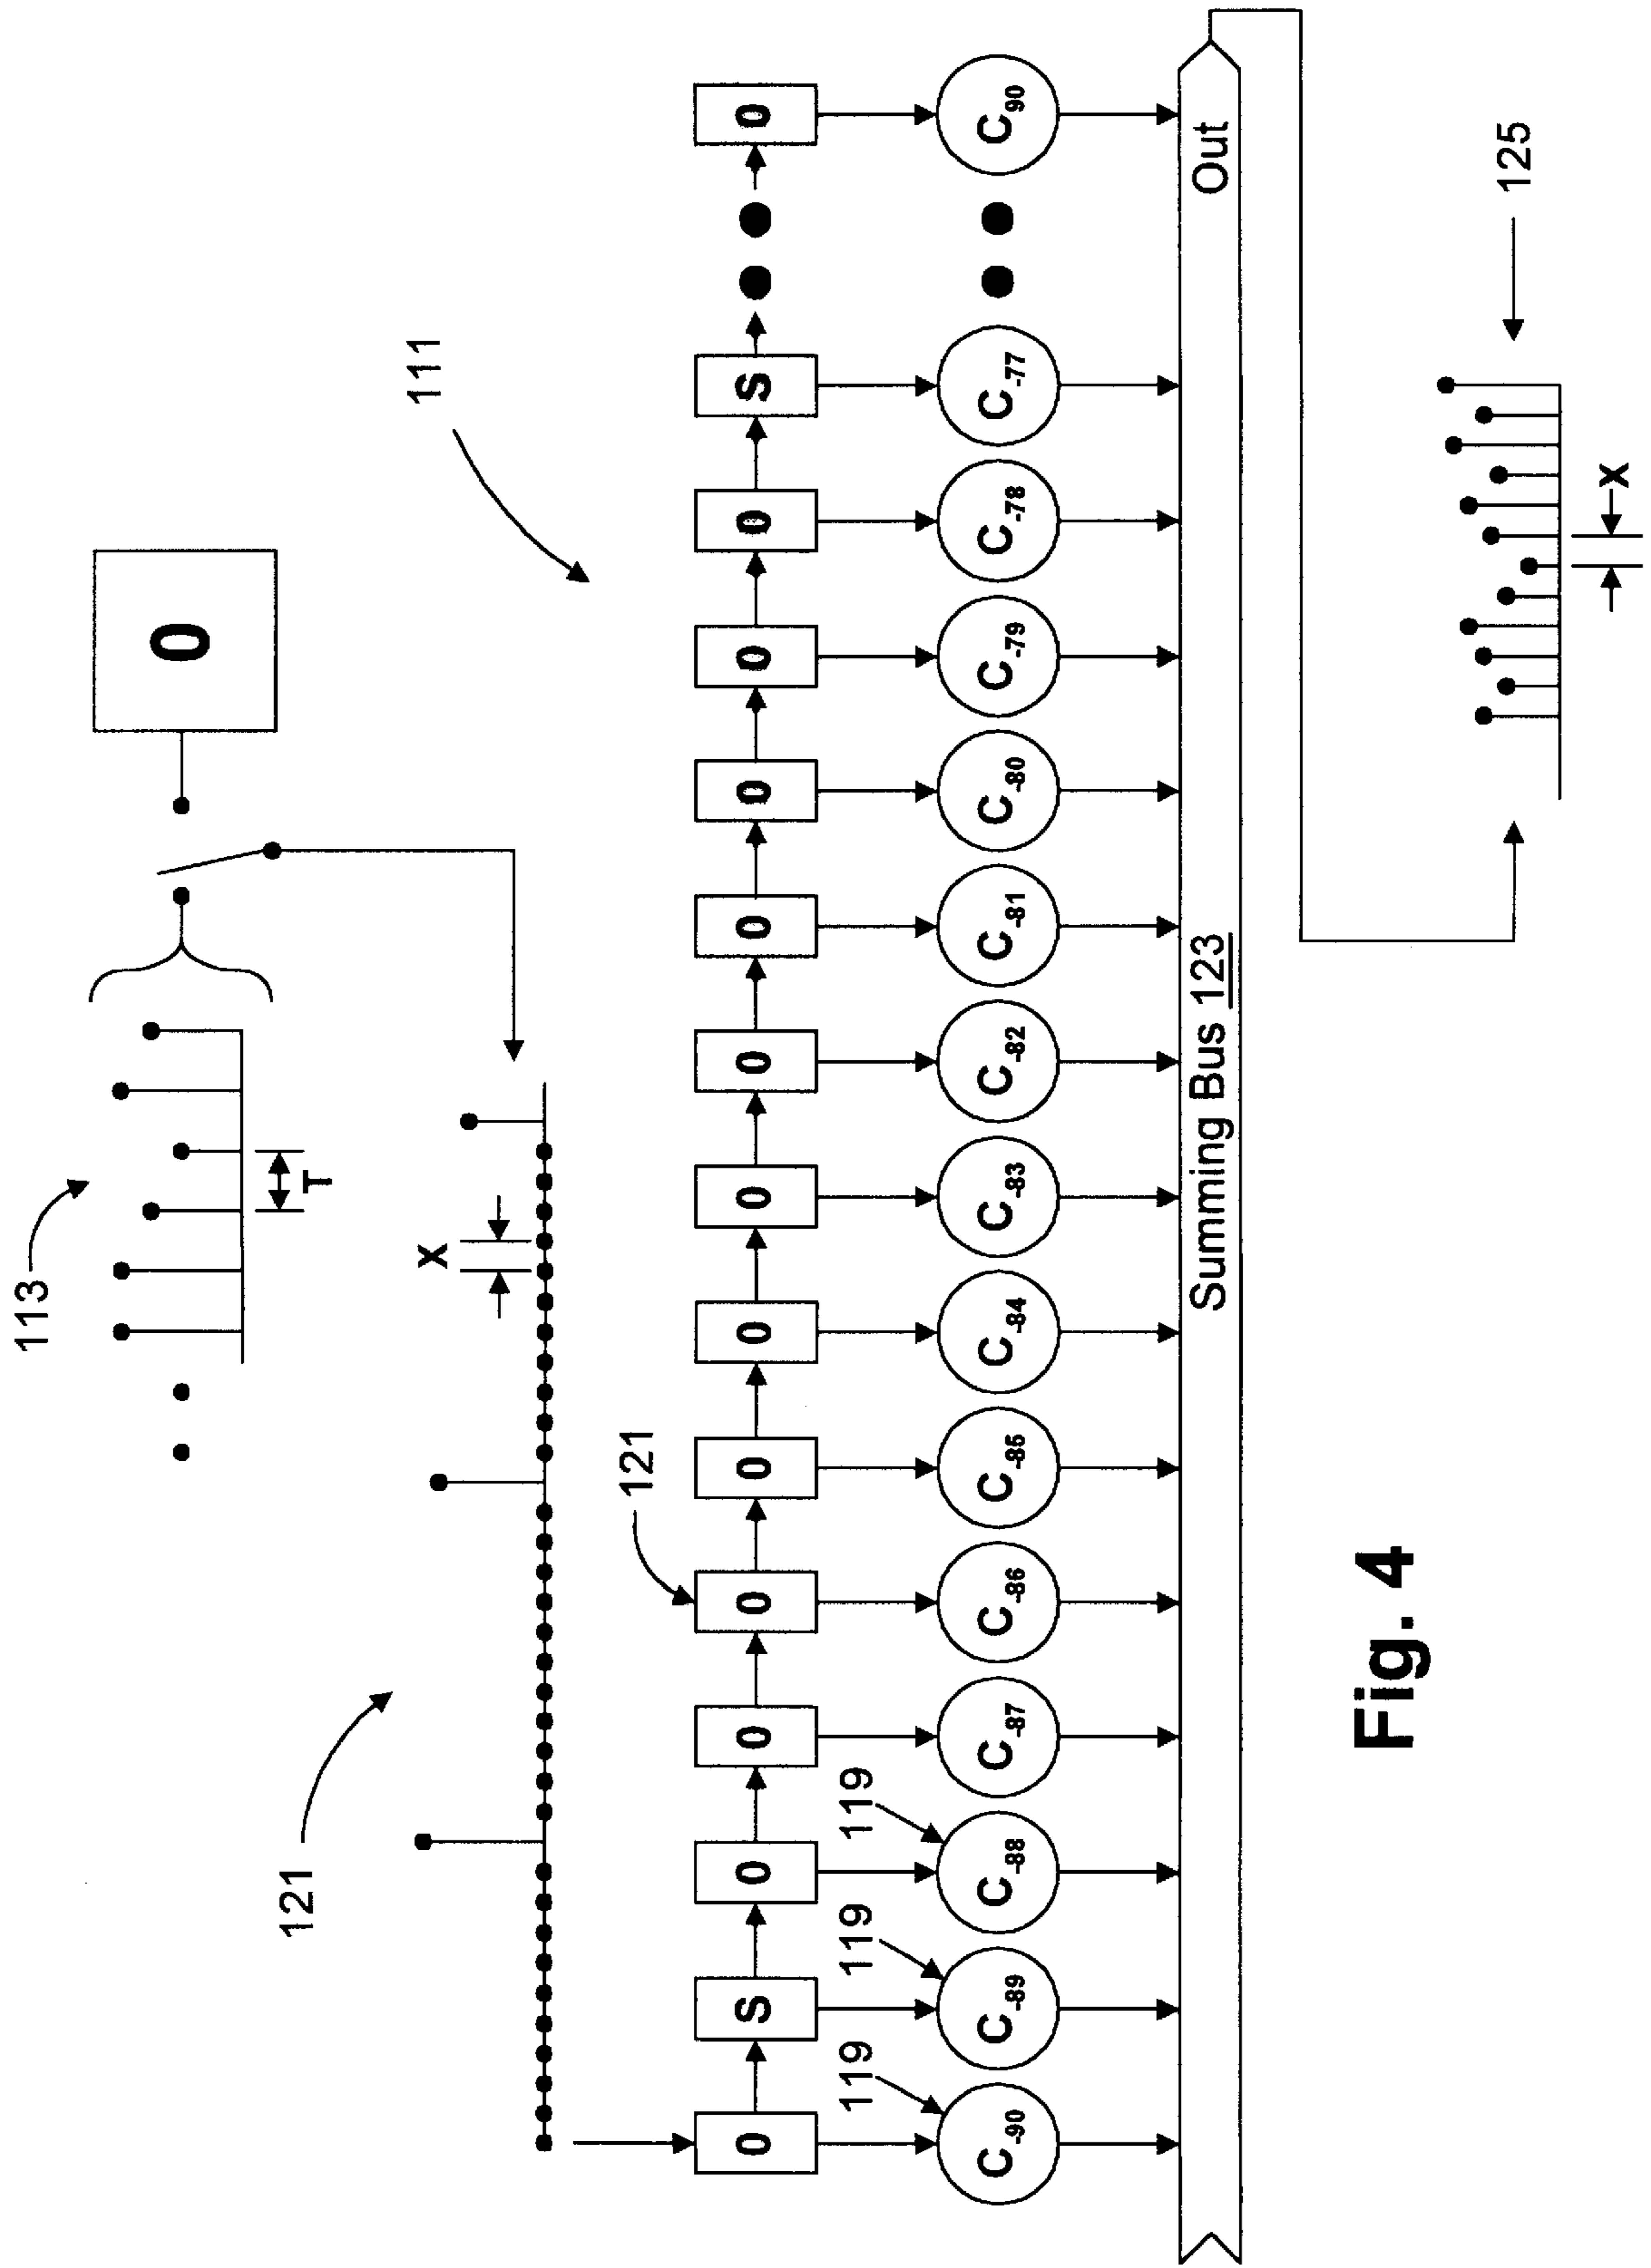 113
T
0
121
X
111
121
0 S 0 0 0 0 0 0 0 0 0 0 0 S 0
119 119 119
C-90 C-89 C-88 C-87 C-86 C-85 C-84 C-83 C-82 C-81 C-80 C-79 C-78 C-77 C90
Summing Bus 123 Out
125
X
Fig. 4